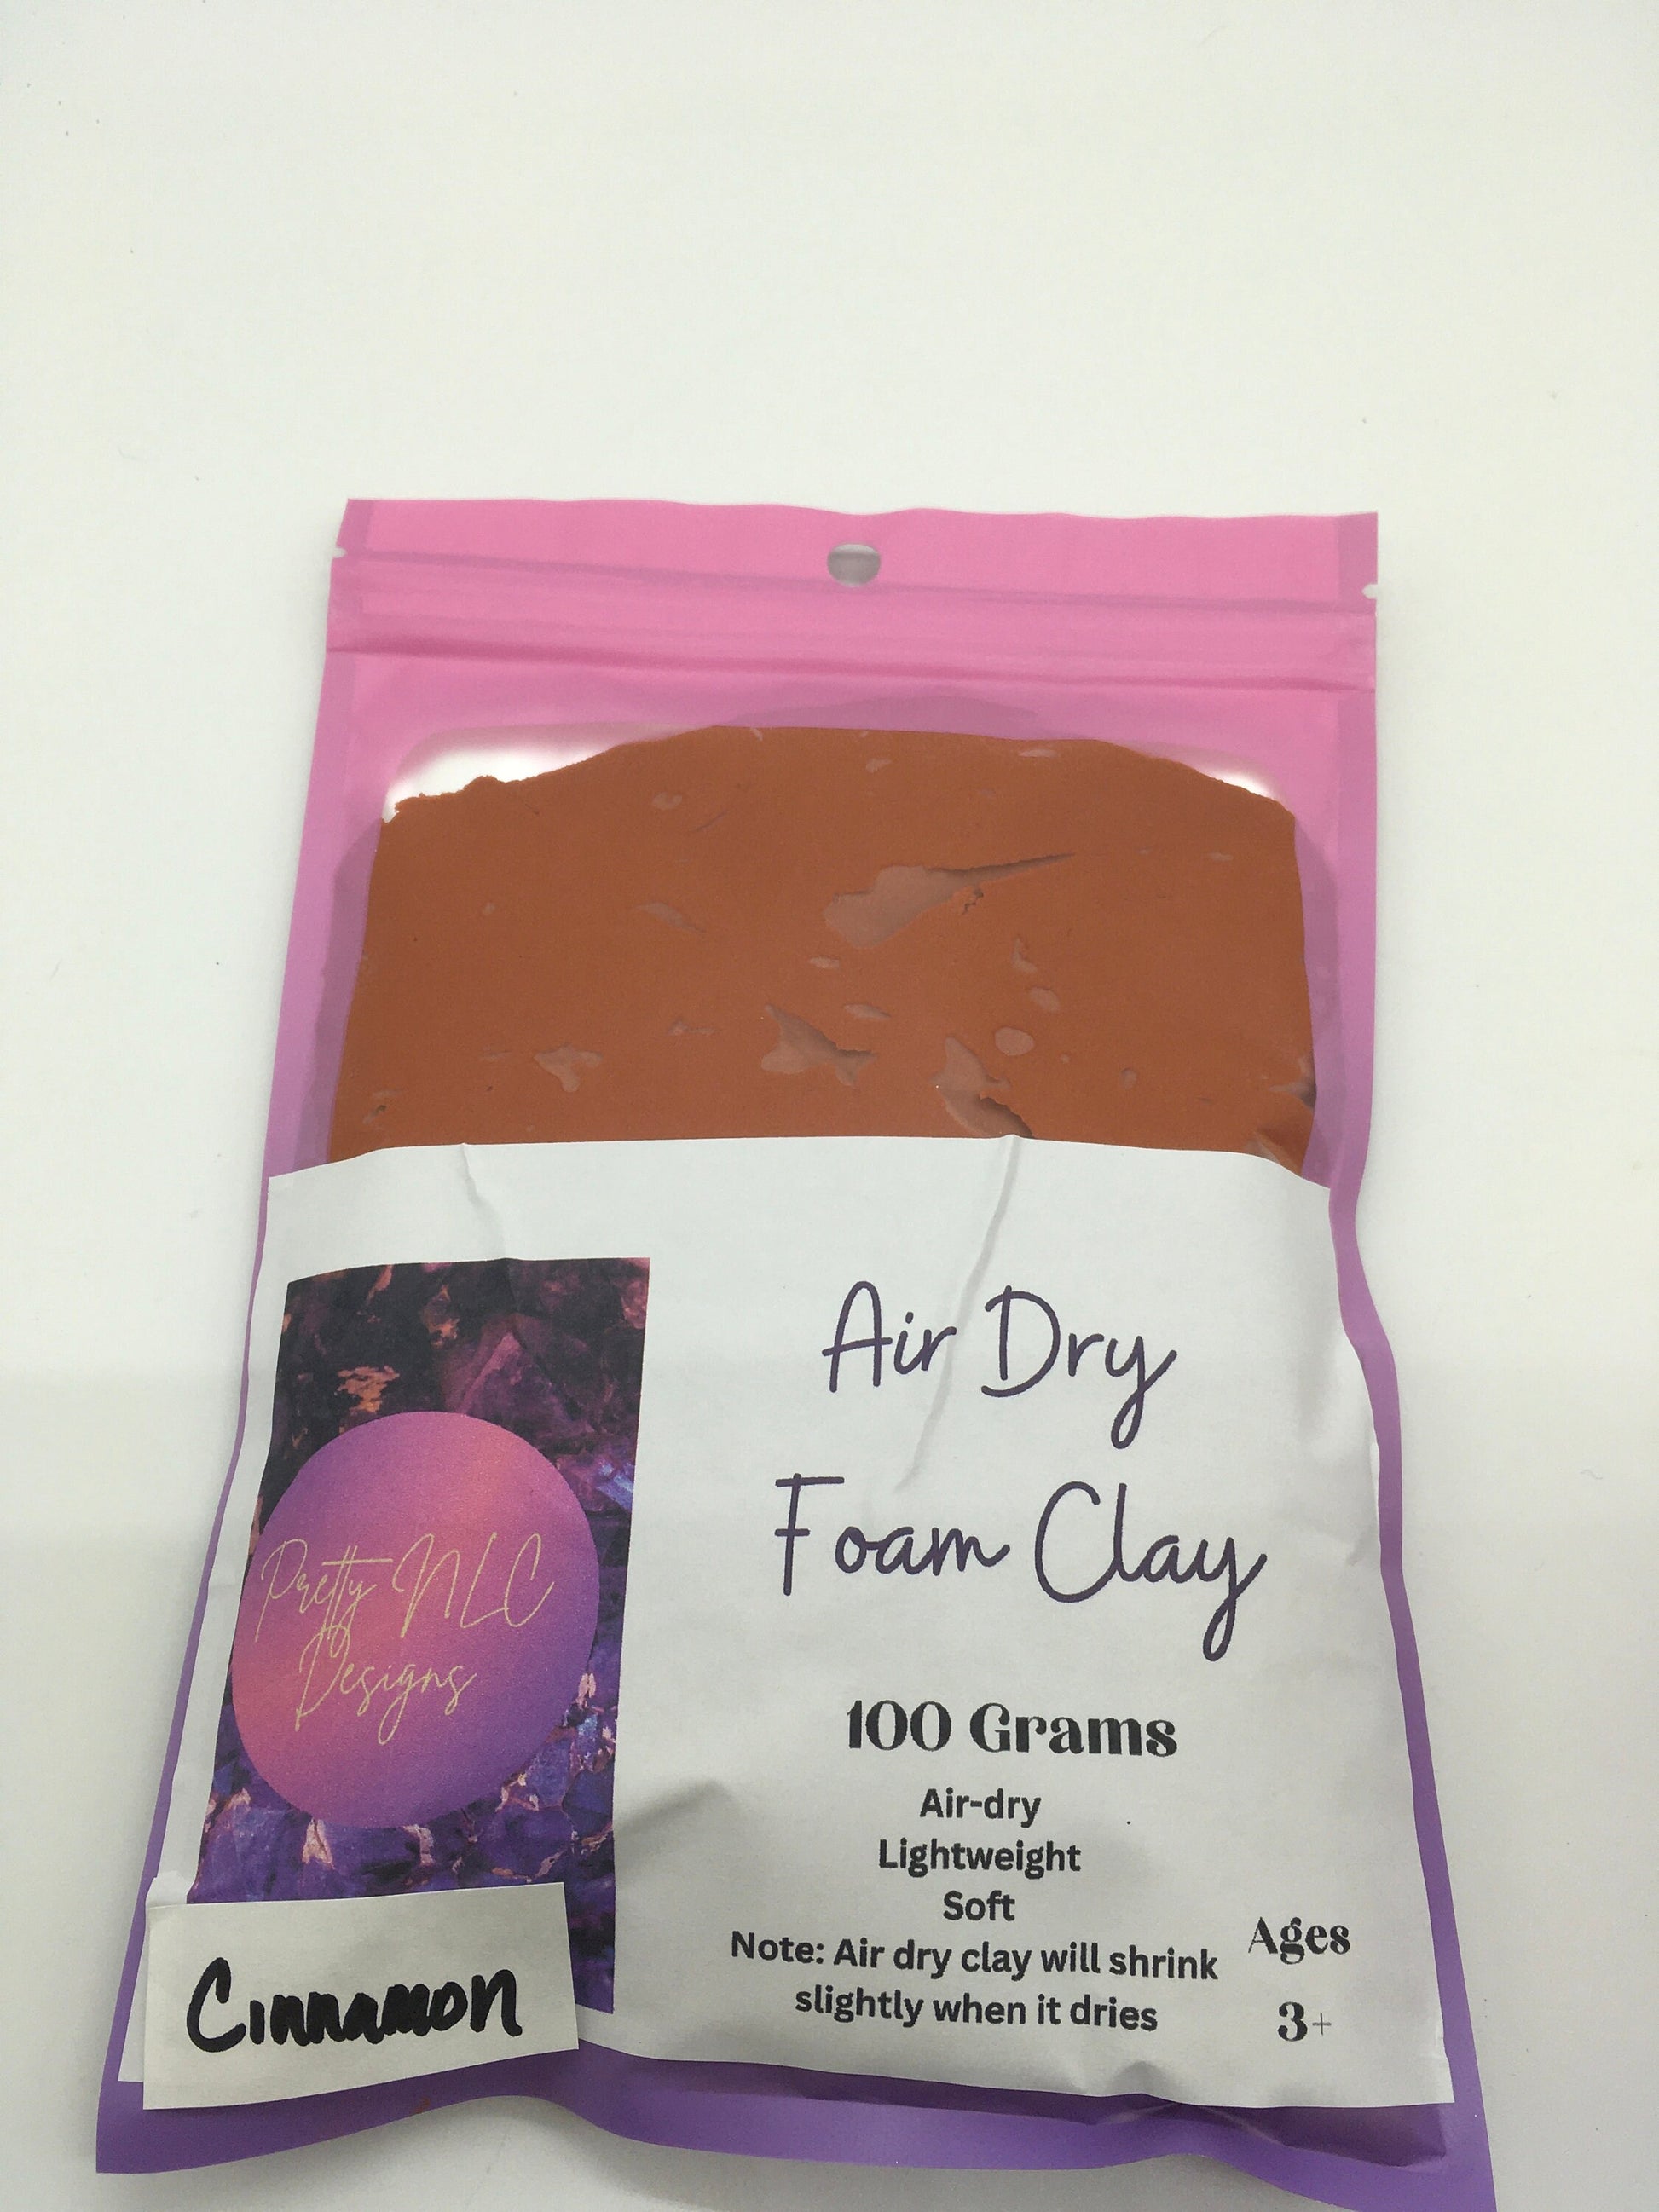 Air Dry
Foam Clay
Pretty NLC
Designs
100 Grams
Air-dry
Lightweight
Soft
Note: Air dry clay will shrink
slightly when it dries
Ages
3+
Cinnamon